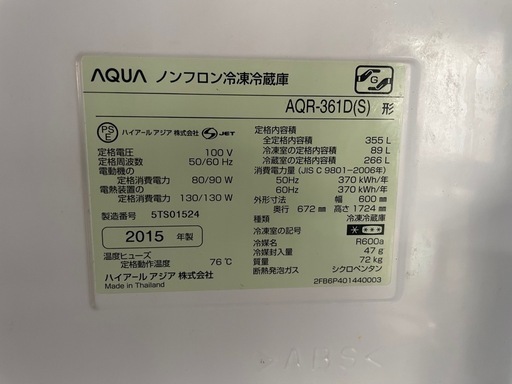 AQUA ノンフロン冷凍冷蔵庫
G
AQR-361D(S) 形
PS E ハイアール アジア 株式会社 S JET
定格電圧 100 V
定格周波数 50/60 Hz
電動機の
定格消費電力 80/90 W
電熱装置の
定格消費電力 130/130 W
製造番号 5TS01524
2015 年製
温度ヒューズ
定格動作温度 76℃
ハイアール アジア 株式会社
Made in Thailand
定格内容積
全定格内容積 355 L
冷凍室の定格内容積 89 L
冷蔵室の定格内容積 266 L
消費電力量 (JIS C 9801-2006年)
50Hz 370 kWh/年
60Hz 370 kWh/年
外形寸法 幅 600 mm
奥行 672 mm 高さ 1724 mm
種類 冷凍冷蔵庫
冷凍室の記号
冷媒名 R600a
冷媒封入量 47 g
質量 72 kg
断熱発泡ガス シクロペンタン
2FB6P401440003
>ABS<